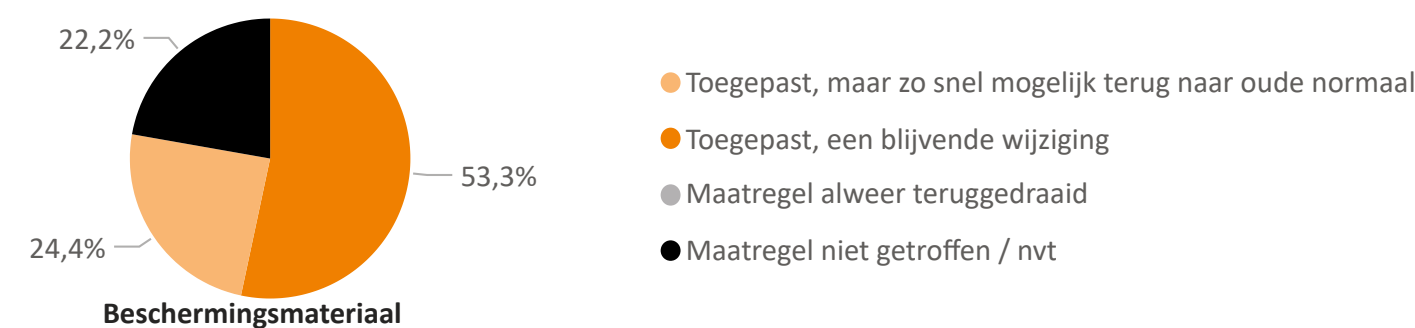 22,2%
53,3%
24,4%
Beschermingsmateriaal
Toegepast, maar zo snel mogelijk terug naar oude normaal
Toegepast, een blijvende wijziging
Maatregel alweer teruggedraaid
Maatregel niet getroffen / nvt